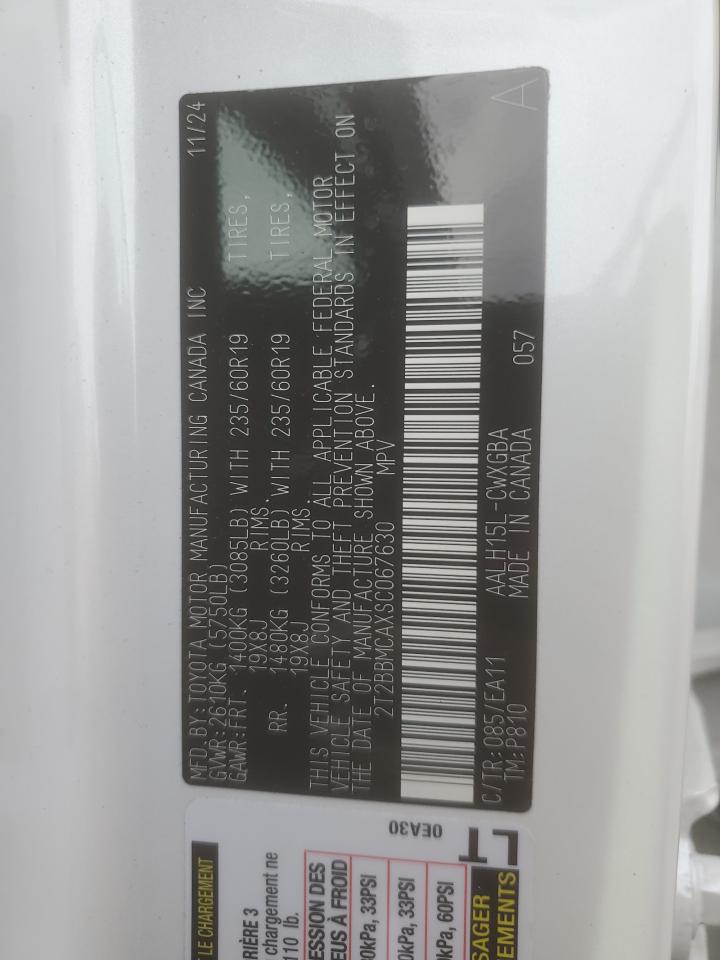 MFD.BY:TOYOTA MOTOR MANUFACTURING CANADA INC 11/24
GVWR:2610KG (5750LB)
GAWR:FRT. 1400KG (3085LB) WITH 235/60R19 TIRES,
19X8J RIMS.
RR. 1480KG (3260LB) WITH 235/60R19 TIRES,
19X8J RIMS.
THIS VEHICLE CONFORMS TO ALL APPLICABLE FEDERAL MOTOR
VEHICLE SAFETY AND THEFT PREVENTION STANDARDS IN EFFECT ON
THE DATE OF MANUFACTURE SHOWN ABOVE.
2T2BBMCAXSC067630 MPV
C/TR:085/EA11 AALH15L-CWXGBA
TM:P810 MADE IN CANADA 057
A
LE CHARGEMENT
RIÈRE 3
chargement ne
110 lb.
ESSION DES
EUS À FROID
0kPa, 33PSI
0kPa, 33PSI
0kPa, 60PSI
SAGER
EMENTS
0EA30